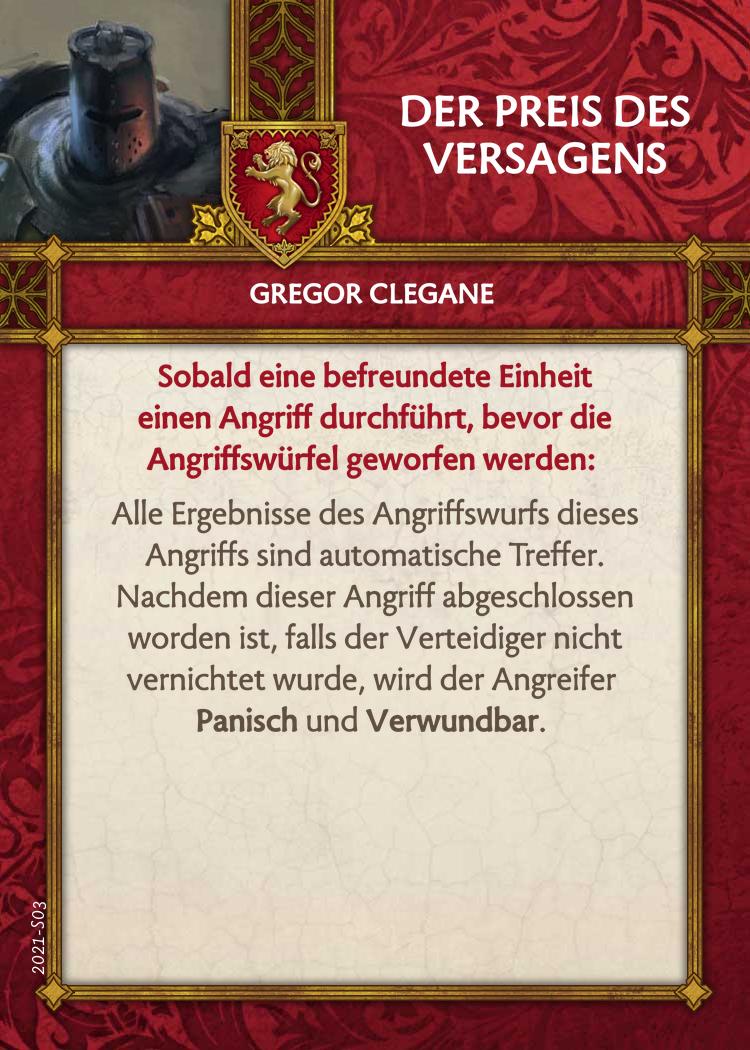 DER PREIS DES
VERSAGENS
GREGOR CLEGANE
Sobald eine befreundete Einheit
einen Angriff durchführt, bevor die
Angriffswürfel geworfen werden:
Alle Ergebnisse des Angriffswurfs dieses
Angriffs sind automatische Treffer.
Nachdem dieser Angriff abgeschlossen
worden ist, falls der Verteidiger nicht
vernichtet wurde, wird der Angreifer
Panisch und Verwundbar.
2021-S03